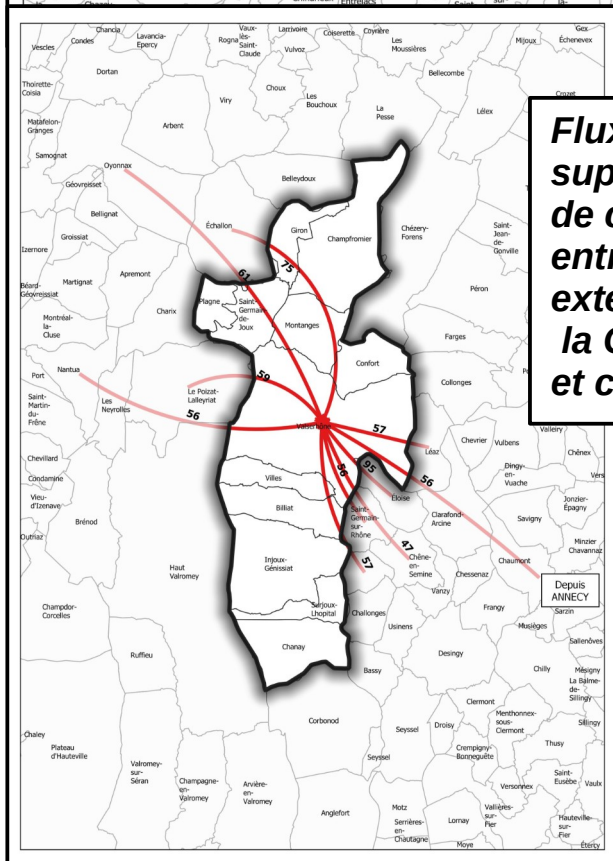 Entrelacs
Chancia
Lavancia-
Epercy
Vaux-
lès-
Saint-
Claude
Larrivoire
Coiserette
Coyrière
Gex
Échenevex
Vescles
Condes
Rogna
Vulvoz
Les
Moussières
Mijoux
Dortan
Choux
Bellecombe
Thoirette-
Coisia
Viry
Les
Bouchoux
La
Pesse
Lélex
Crozet
Matafelon-
Granges
Arbent
Samognat
Oyonnax
Belleydoux
Géovreisset
Bellignat
Échallon
Giron
Champfromier
Chézery-
Forens
Saint-
Jean-
de-
Gonville
Groissiat
Izernore
Béard-
Géovreissiat
Martignat
Apremont
61
75
Plagne
Saint-
Germain-
de-
Joux
Péron
Charix
Montréal-
la-
Cluse
Montanges
Farges
Confort
Port
Nantua
Collonges
59
Le Poizat-
Lalleyriat
Saint-
Martin-
du-
Frêne
Les
Neyrolles
56
57
Léaz
Chevrier
Vulbens
Valleiry
Chênex
Chevillard
Condamine
Villes
56
95
56
Dingy-
en-
Vuache
Vers
Éloise
Vieu-
d'Izenave
Brénod
Billiat
Saint-
Germain-
sur-
Rhône
Clarafond-
Arcine
Savigny
Jonzier-
Épagny
Outriaz
47
Minzier
Chavannaz
Haut
Valromey
Injoux-
Génissiat
57
Chêne-
en-
Semine
Chessenaz
Chaumont
Vanzy
Depuis
ANNECY
Champdor-
Corcelles
Surjoux-
Lhopital
Challonges
Frangy
Sarzin
Usinens
Musièges
Sallenôves
Ruffieu
Chanay
Bassy
Desingy
Chilly
Mésigny
La Balme-
de-
Sillingy
Clermont
Corbonod
Seyssel
Droisy
Menthonnex-
sous-
Clermont
Sillingy
Chaley
Plateau
d'Hauteville
Crempigny-
Bonneguête
Thusy
Valromey-
sur-
Séran
Seyssel
Champagne-
en-
Valromey
Arvière-
en-
Valromey
Saint-
Eusèbe
Vaulx
Versonnex
Anglefort
Motz
Vallières-
sur-
Fier
Serrières-
en-
Chautagne
Lornay
Hauteville-
sur-
Fier
Moye
Étercy
Flux
sup
de c
entr
exte
la C
et c